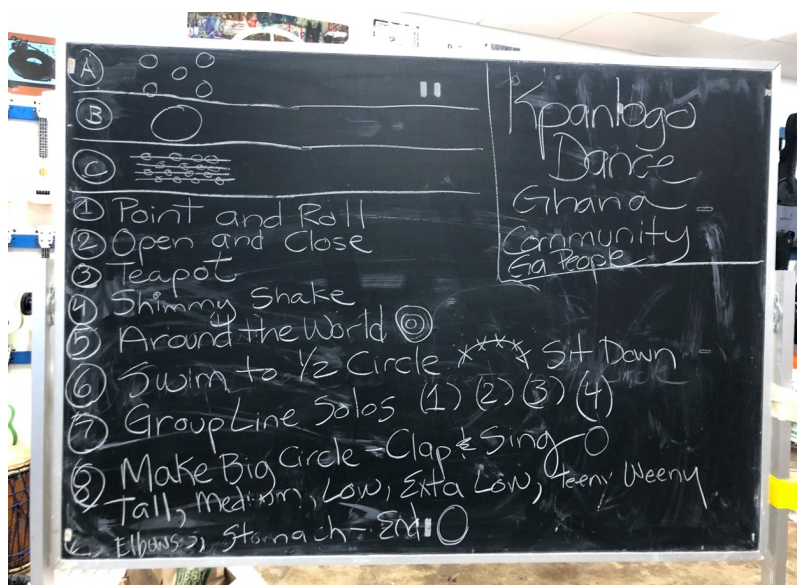 A
B
C
Kpanlogo
Dance
Ghana
Community
Ga People
1 Point and Roll
2 Open and Close
3 Teapot
4 Shimmy Shake
5 Around the World
6 Swim to 1/2 Circle Sit Down
7 Group Line Solos (1) (2) (3) (4)
8 Make Big Circle - Clap & Sing
Tall, Medium, Low, Exta Low, Teeny Weeny
Elbows, Stomach - End